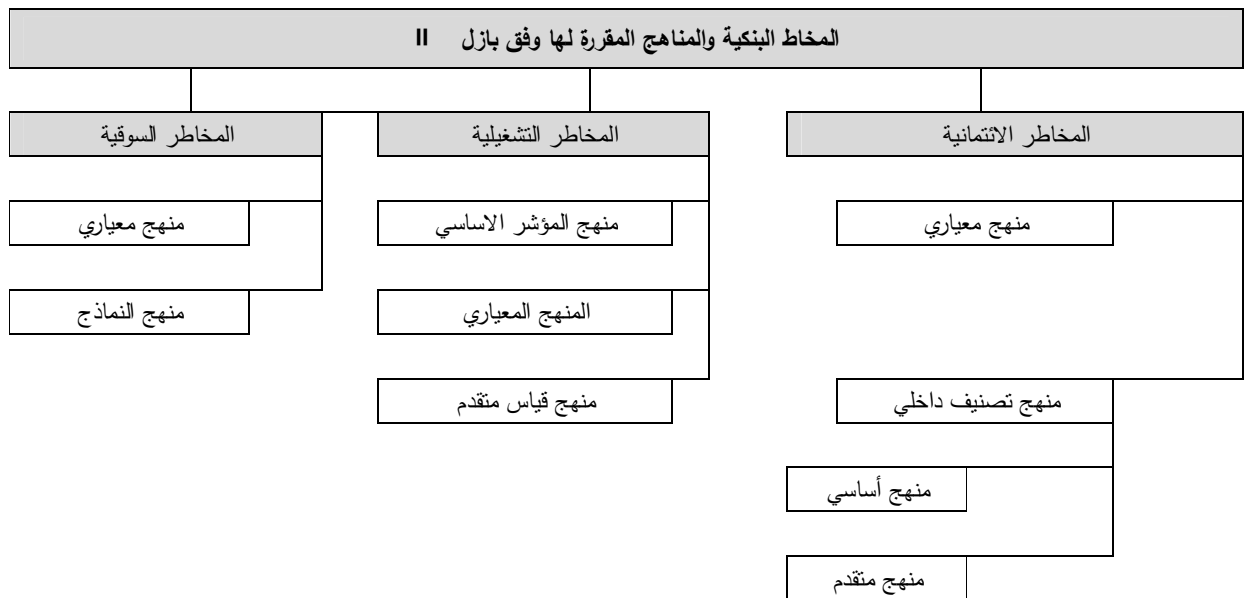 المخاط البنكية والمناهج المقررة لها وفق بازل II
المخاطر الائتمانية
المخاطر التشغيلية
المخاطر السوقية
منهج معياري
منهج المؤشر الاساسي
منهج معياري
المنهج المعياري
منهج النماذج
منهج تصنيف داخلي
منهج قياس متقدم
منهج أساسي
منهج متقدم